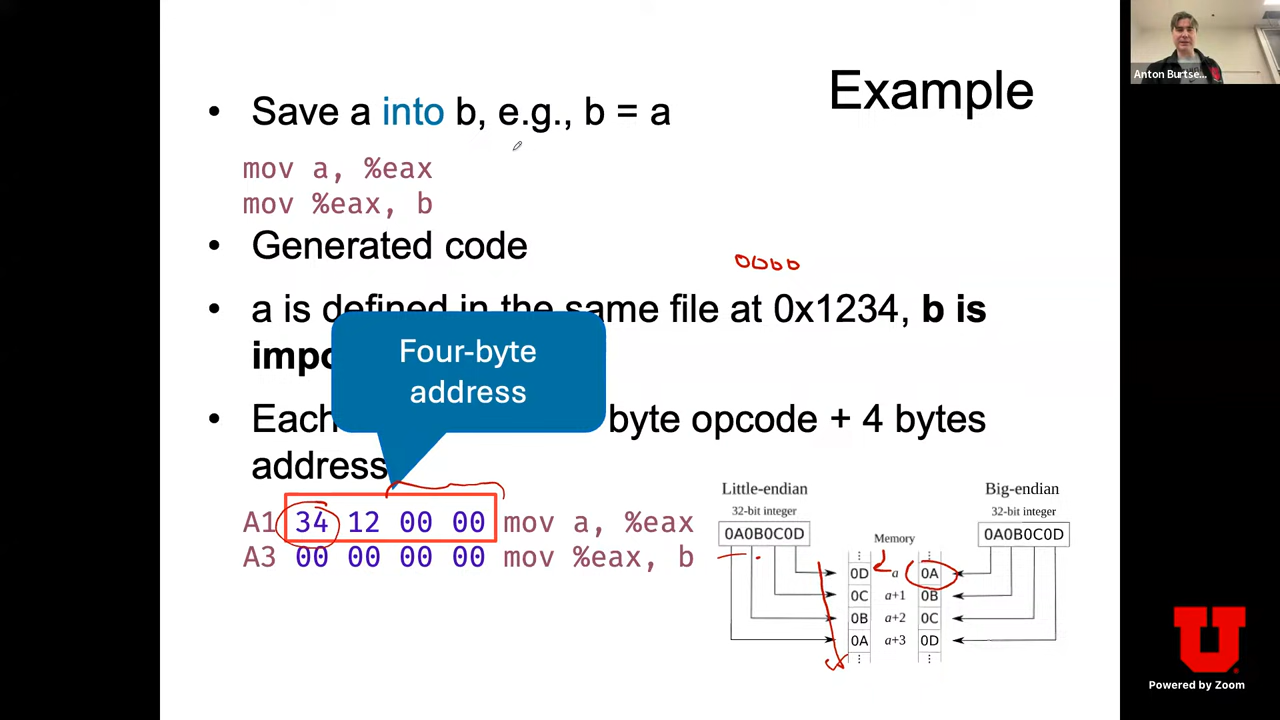 Example
• Save a into b, e.g., b = a
mov a, %eax
mov %eax, b
• Generated code
0000
• a is defined in the same file at 0x1234, b is
impo
Four-byte
address
• Each byte opcode + 4 bytes
address
A1 34 12 00 00 mov a, %eax
A3 00 00 00 00 mov %eax, b
Little-endian
32-bit integer
0A0B0C0D
Big-endian
32-bit integer
0A0B0C0D
Memory
0D a 0A
0C a+1 0B
0B a+2 0C
0A a+3 0D
Anton Burtse...
U
Powered by Zoom